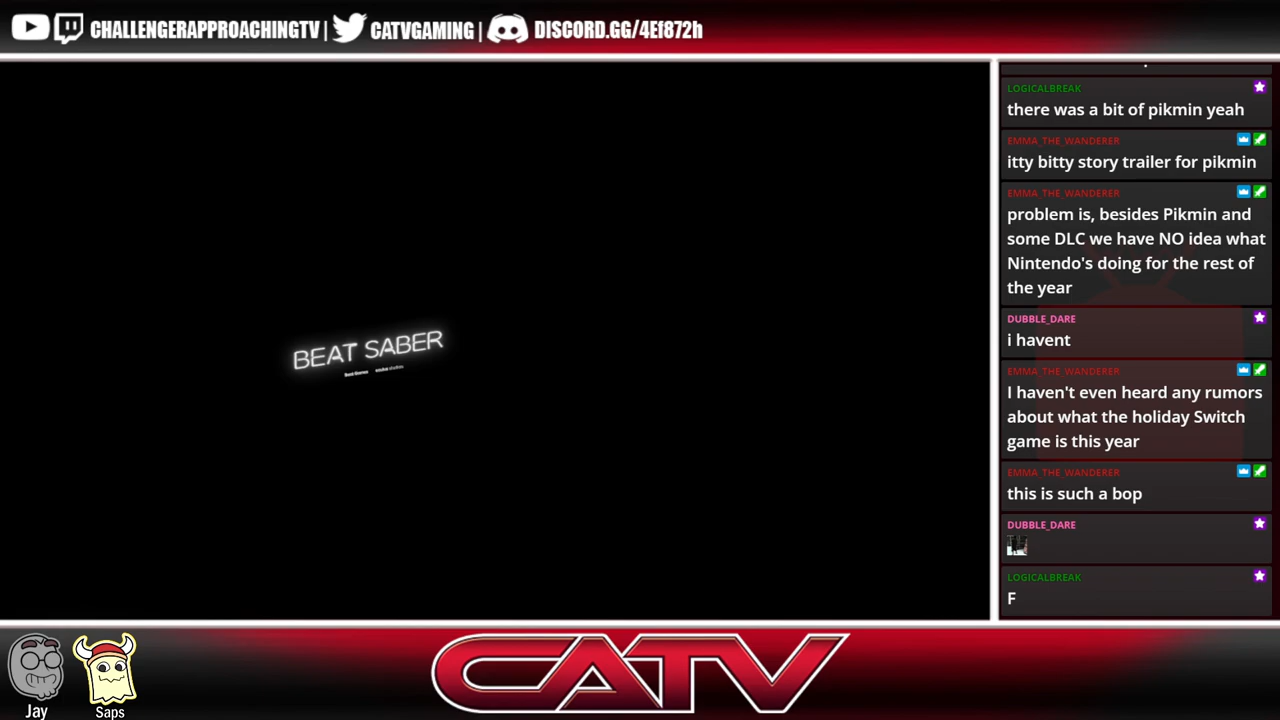 CHALLENGERAPPROACHINGTV | CATVGAMING | DISCORD.GG/4Ef872h
BEAT SABER
LOGICALBREAK
there was a bit of pikmin yeah
EMMA_THE_WANDERER
itty bitty story trailer for pikmin
EMMA_THE_WANDERER
problem is, besides Pikmin and
some DLC we have NO idea what
Nintendo's doing for the rest of
the year
DUBBLE_DARE
i havent
EMMA_THE_WANDERER
I haven't even heard any rumors
about what the holiday Switch
game is this year
EMMA_THE_WANDERER
this is such a bop
DUBBLE_DARE
LOGICALBREAK
F
Jay
Saps
CATV